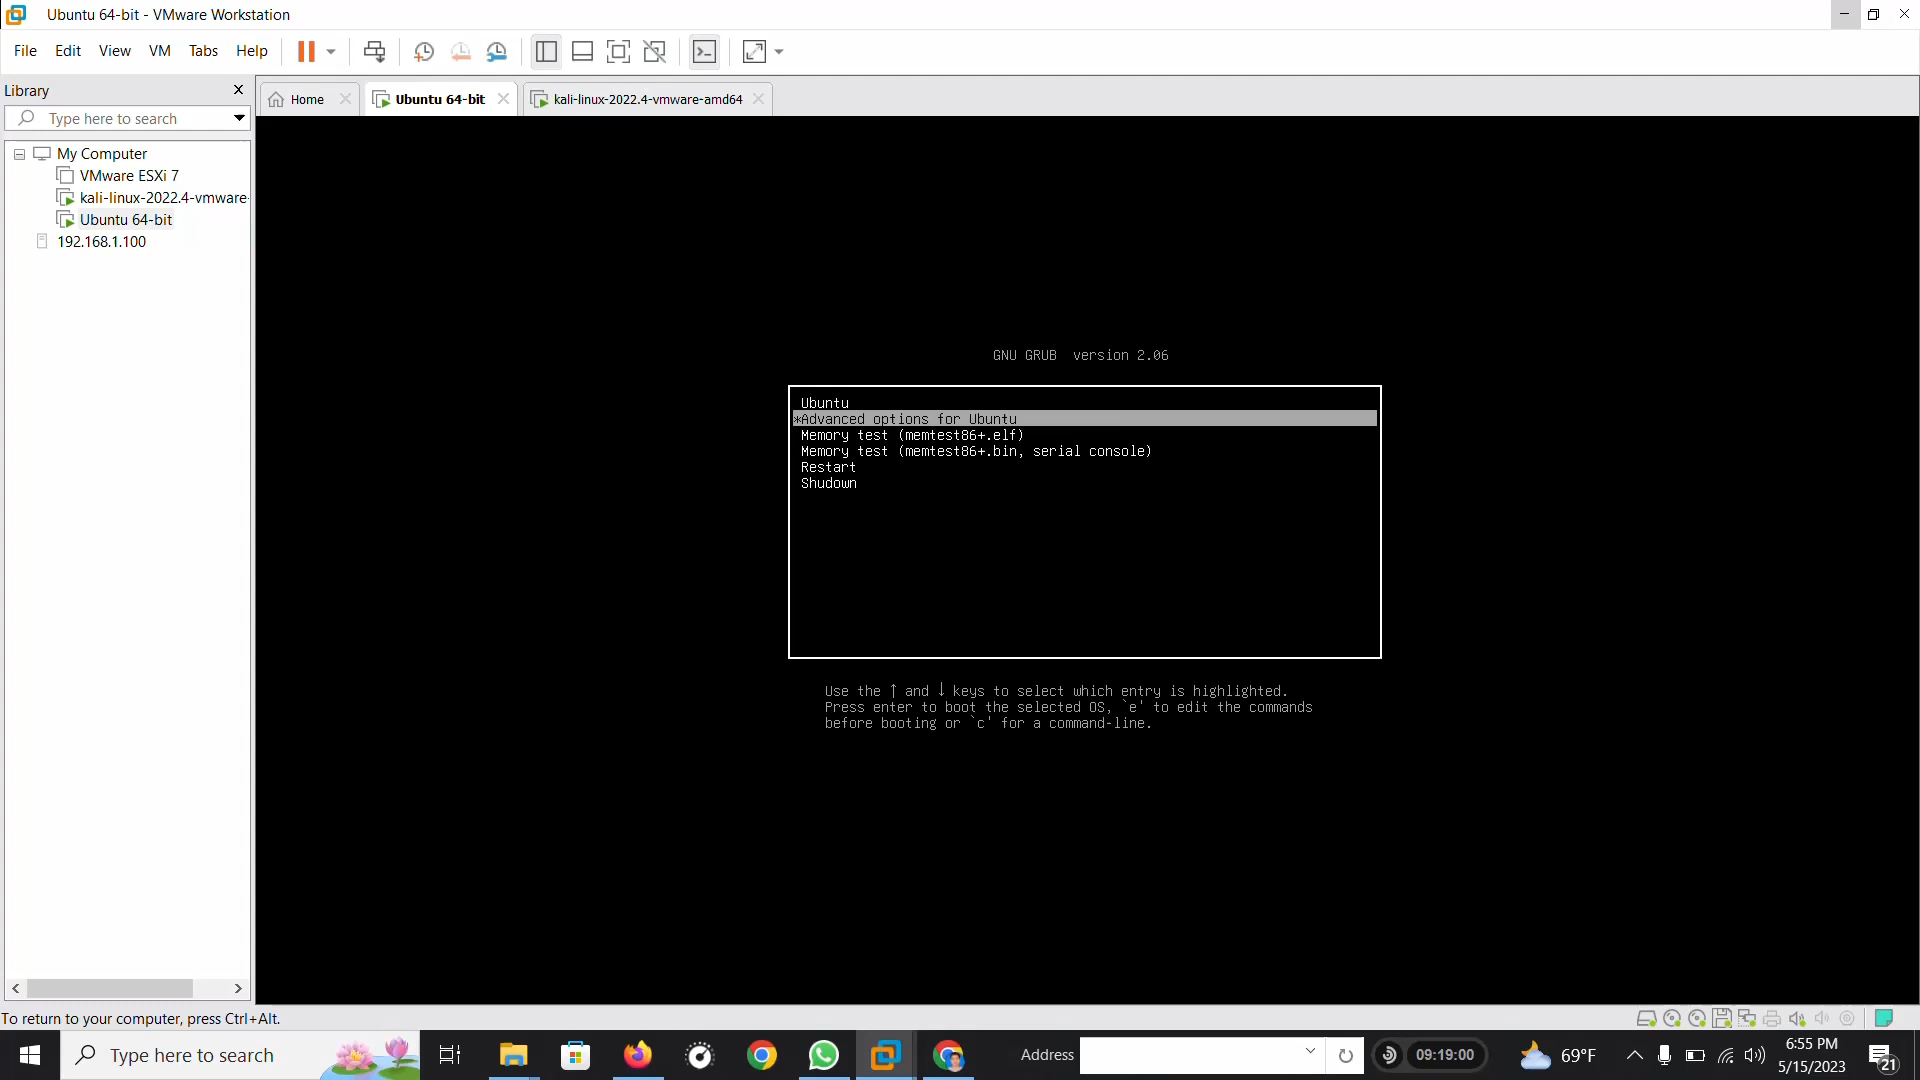 Ubuntu 64-bit - VMware Workstation
File Edit View VM Tabs Help
Library
Type here to search
My Computer
VMware ESXi 7
kali-linux-2022.4-vmware-
Ubuntu 64-bit
192.168.1.100
Home Ubuntu 64-bit kali-linux-2022.4-vmware-amd64
GNU GRUB version 2.06
Ubuntu
*Advanced options for Ubuntu
Memory test (memtest86+.elf)
Memory test (memtest86+.bin, serial console)
Restart
Shudown
Use the ↑ and ↓ keys to select which entry is highlighted.
Press enter to boot the selected OS, `e' to edit the commands
before booting or `c' for a command-line.
To return to your computer, press Ctrl+Alt.
Type here to search
Address
09:19:00
69°F
6:55 PM
5/15/2023
21